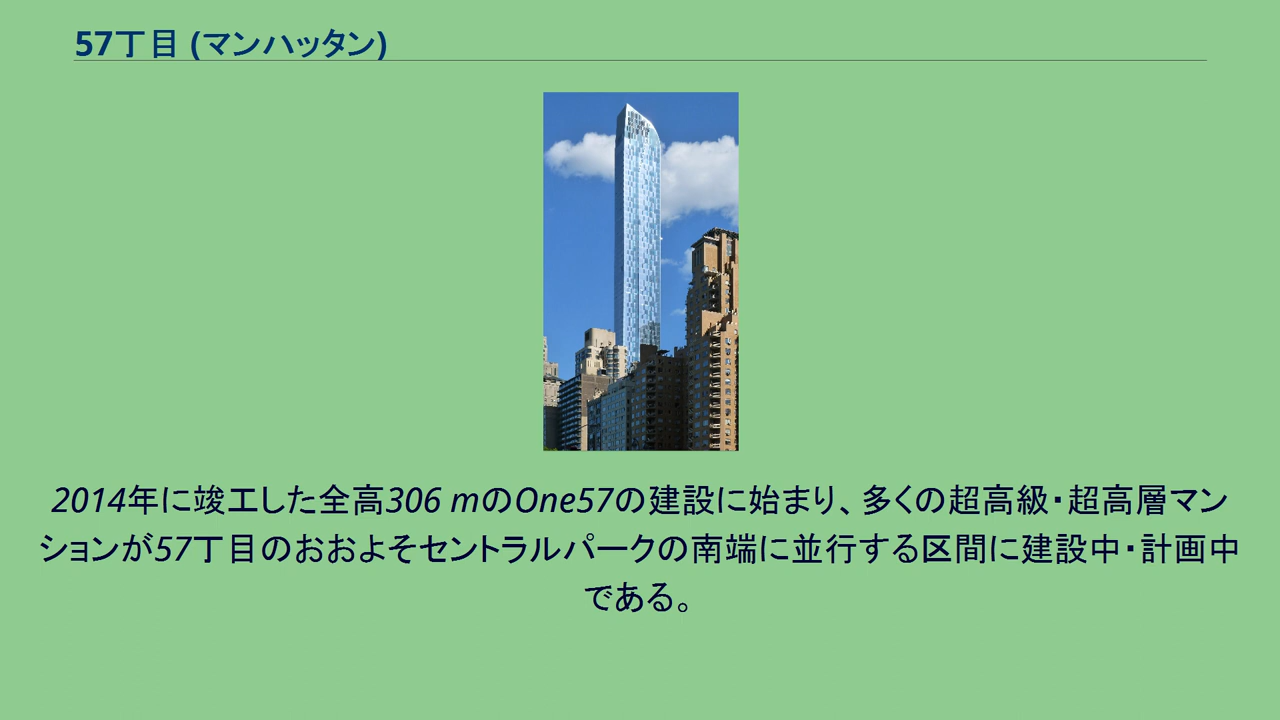 57丁目 (マンハッタン)
2014年に竣工した全高306 mのOne57の建設に始まり、多くの超高級・超高層マン
ションが57丁目のおおよそセントラルパークの南端に並行する区間に建設中・計画中
である。